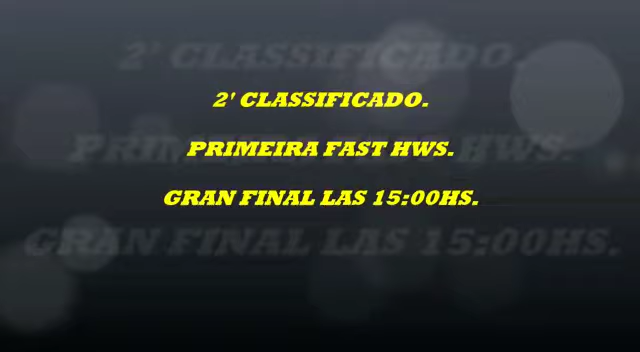 2' CLASSIFICADO.
PRIMEIRA FAST HWS.
GRAN FINAL LAS 15:00HS.